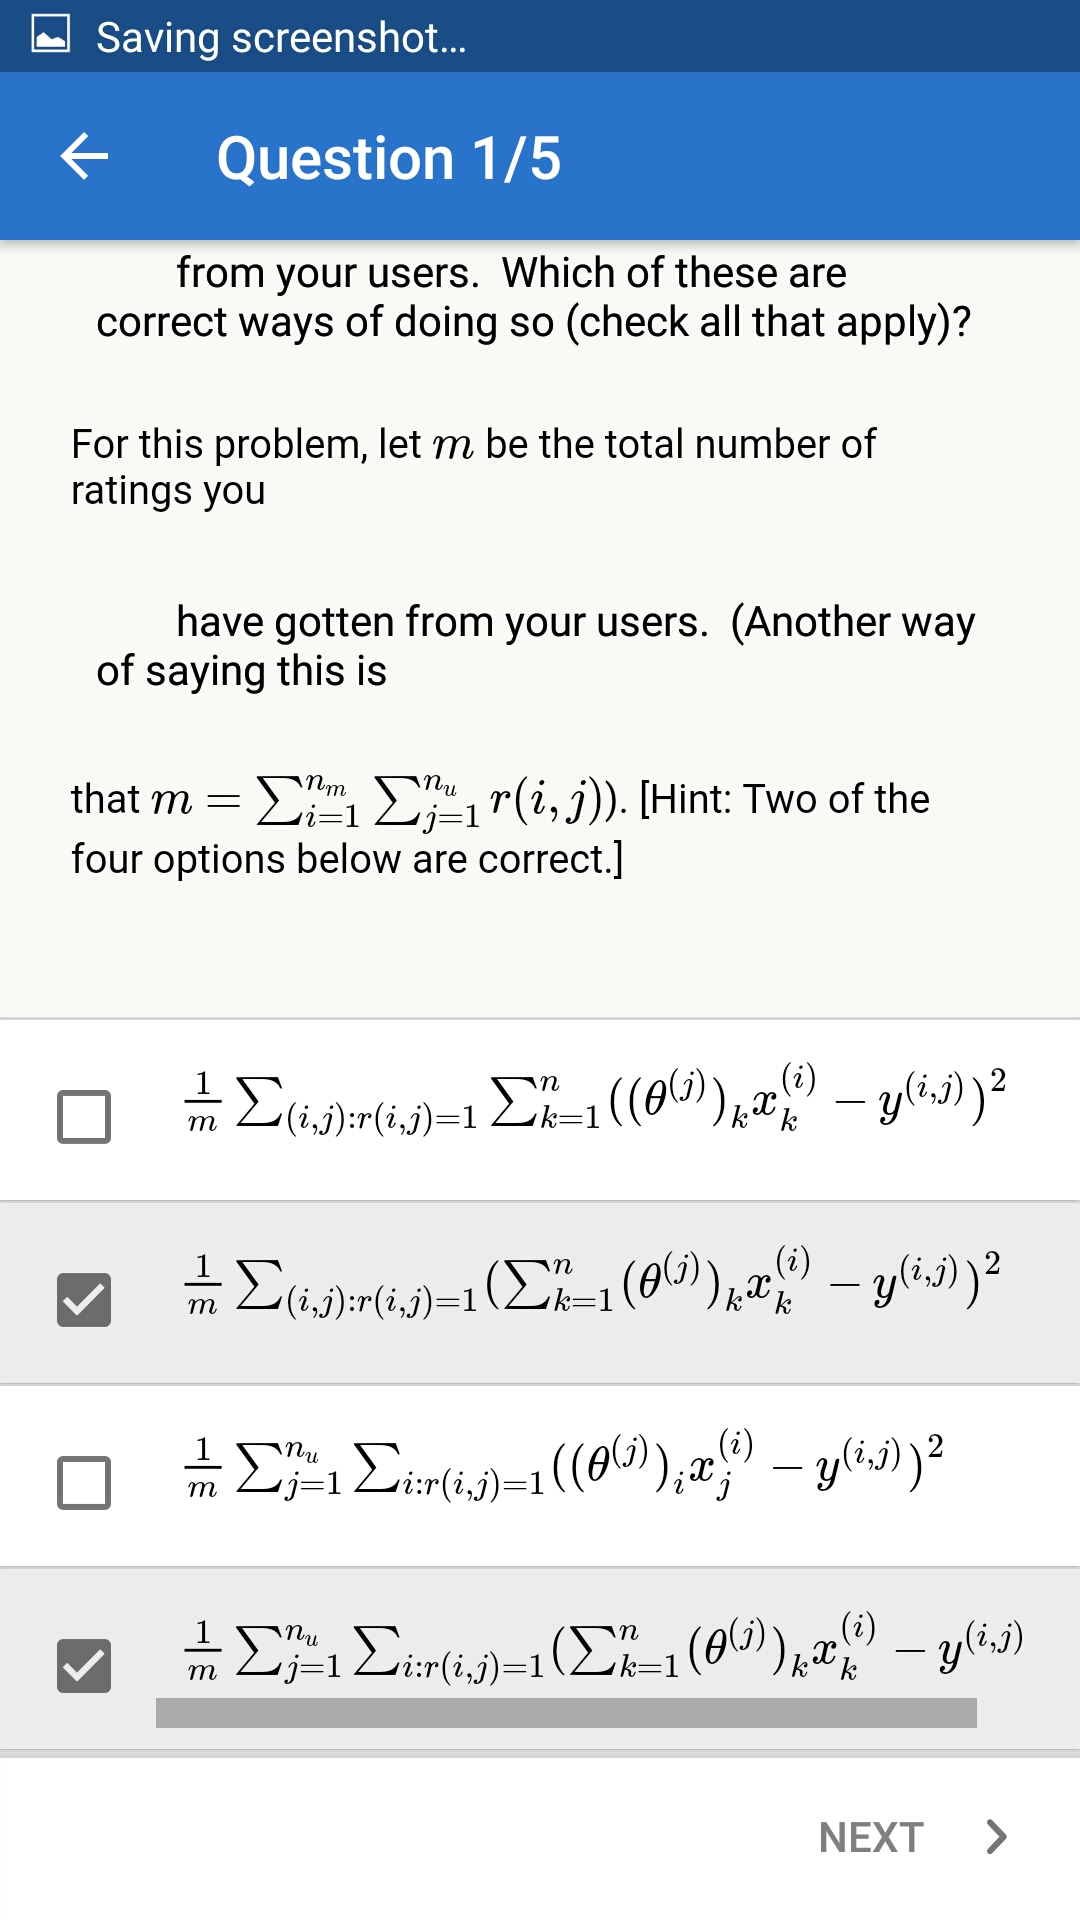 Saving screenshot...
Question 1/5
from your users. Which of these are
correct ways of doing so (check all that apply)?
For this problem, let m be the total number of
ratings you
have gotten from your users. (Another way
of saying this is
that $m = \sum_{i=1}^{n_m} \sum_{j=1}^{n_u} r(i,j)$). [Hint: Two of the
four options below are correct.]
$\frac{1}{m} \sum_{(i,j):r(i,j)=1} \sum_{k=1}^{n} ((\theta^{(j)})_k x_k^{(i)} - y^{(i,j)})^2$
$\frac{1}{m} \sum_{(i,j):r(i,j)=1} (\sum_{k=1}^{n} (\theta^{(j)})_k x_k^{(i)} - y^{(i,j)})^2$
$\frac{1}{m} \sum_{j=1}^{n_u} \sum_{i:r(i,j)=1} ((\theta^{(j)})_i x_j^{(i)} - y^{(i,j)})^2$
$\frac{1}{m} \sum_{j=1}^{n_u} \sum_{i:r(i,j)=1} (\sum_{k=1}^{n} (\theta^{(j)})_k x_k^{(i)} - y^{(i,j)}$
NEXT